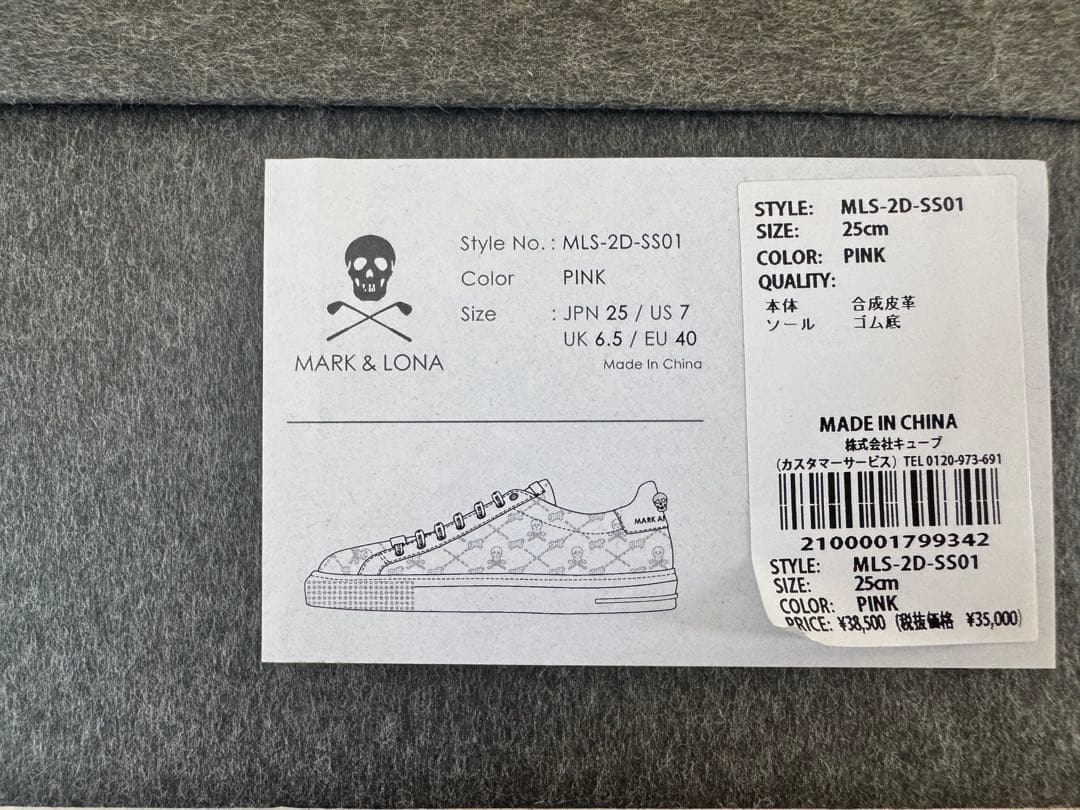 Style No. : MLS-2D-SS01
Color PINK
Size : JPN 25 / US 7
UK 6.5 / EU 40
Made In China
MARK & LONA
MARK A
STYLE: MLS-2D-SS01
SIZE: 25cm
COLOR: PINK
QUALITY:
本体 合成皮革
ソール ゴム底
MADE IN CHINA
株式会社キューブ
(カスタマーサービス) TEL 0120-973-691
2100001799342
STYLE: MLS-2D-SS01
SIZE: 25cm
COLOR: PINK
PRICE: ¥38,500 (税抜価格 ¥35,000)